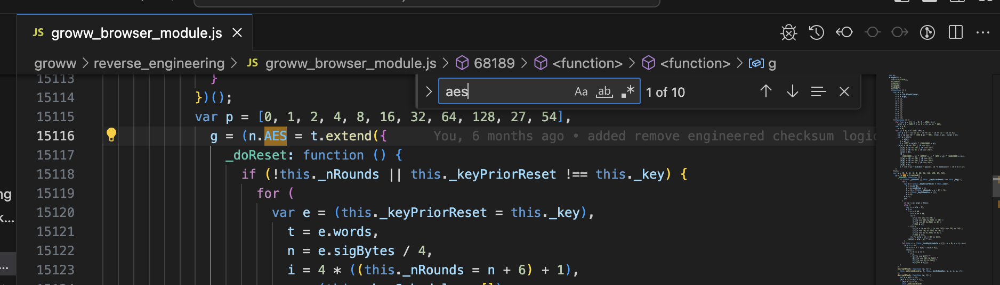 JS groww_browser_module.js
groww > reverse_engineering > JS groww_browser_module.js > 68189 > <function> > <function> > g
aes Aa ab .* 1 of 10
15113 }
15114 })();
15115 var p = [0, 1, 2, 4, 8, 16, 32, 64, 128, 27, 54],
15116 g = (n.AES = t.extend({ You, 6 months ago • added remove engineered checksum logic
15117 _doReset: function () {
15118 if (!this._nRounds || this._keyPriorReset !== this._key) {
15119 for (
15120 var e = (this._keyPriorReset = this._key),
15121 t = e.words,
15122 n = e.sigBytes / 4,
15123 i = 4 * ((this._nRounds = n + 6) + 1),
ng
k...
...